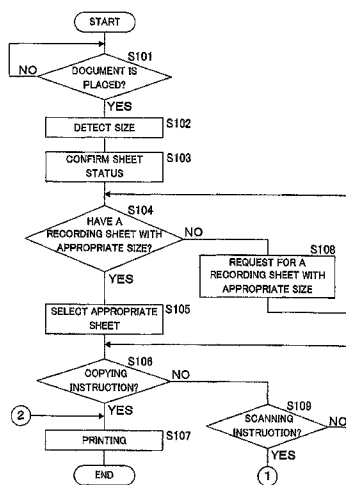 START
S101
DOCUMENT IS
PLACED?
NO
YES
S102
DETECT SIZE
S103
CONFIRM SHEET
STATUS
S104
HAVE A
RECORDING SHEET WITH
APPROPRIATE SIZE?
NO
S108
REQUEST FOR A
RECORDING SHEET WITH
APPROPRIATE SIZE
YES
S105
SELECT APPROPRIATE
SHEET
S106
COPYING
INSTRUCTION?
NO
YES
2
S109
SCANNING
INSTRUCTION?
NO
S107
PRINTING
YES
END
1